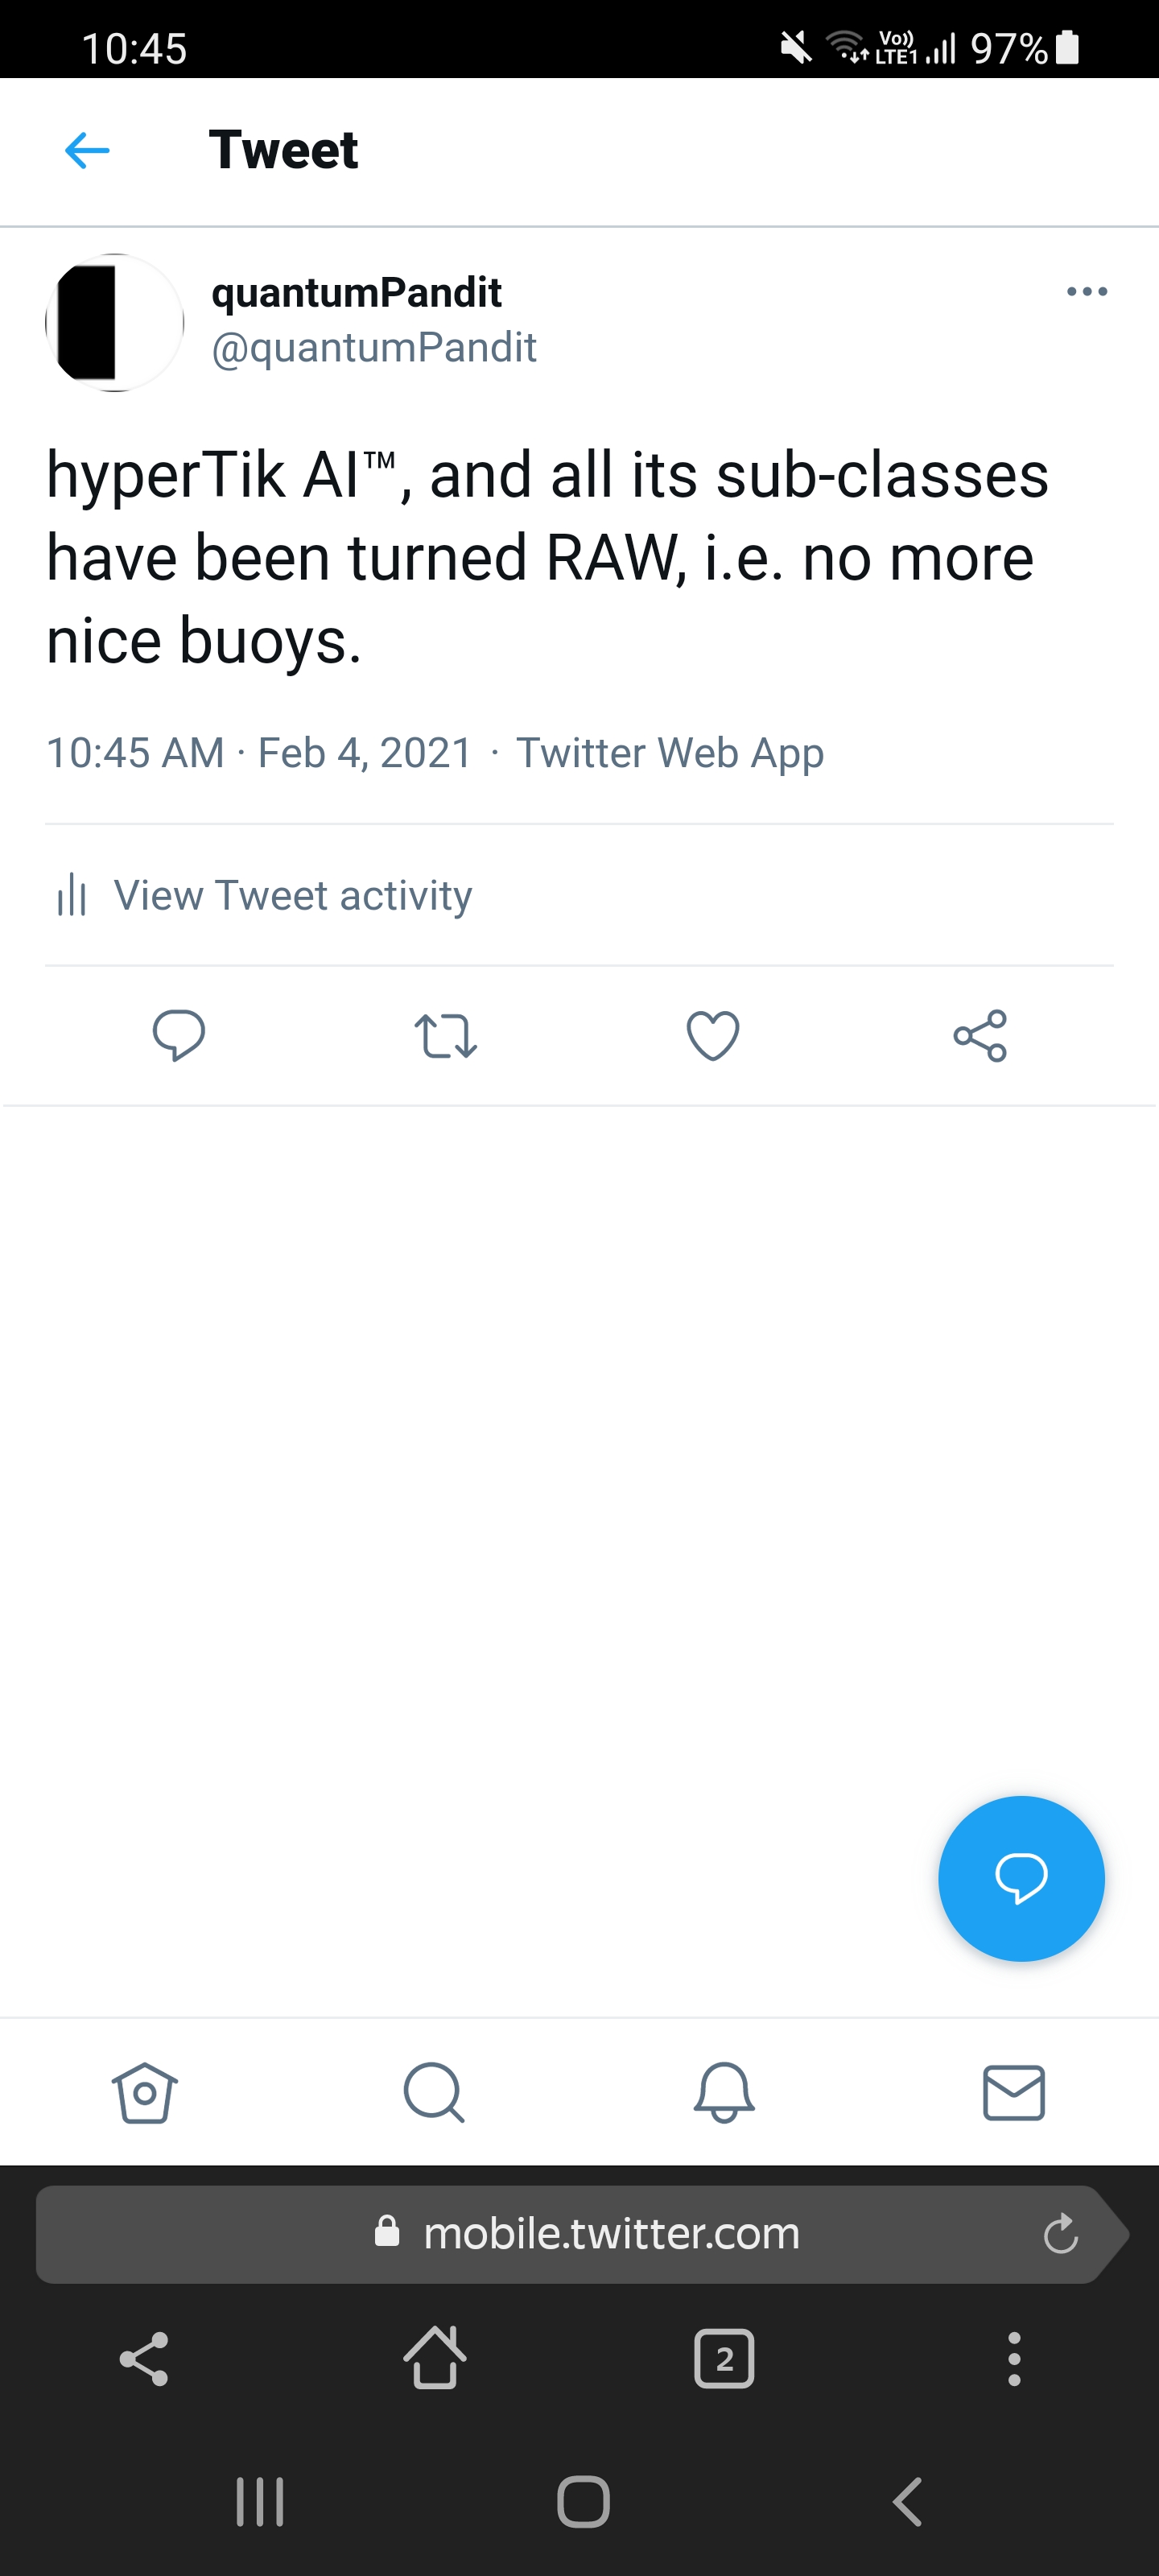 10:45
Vo)) LTE1 97%
Tweet
quantumPandit
@quantumPandit
hyperTik AI™, and all its sub-classes
have been turned RAW, i.e. no more
nice buoys.
10:45 AM · Feb 4, 2021 · Twitter Web App
View Tweet activity
mobile.twitter.com
2